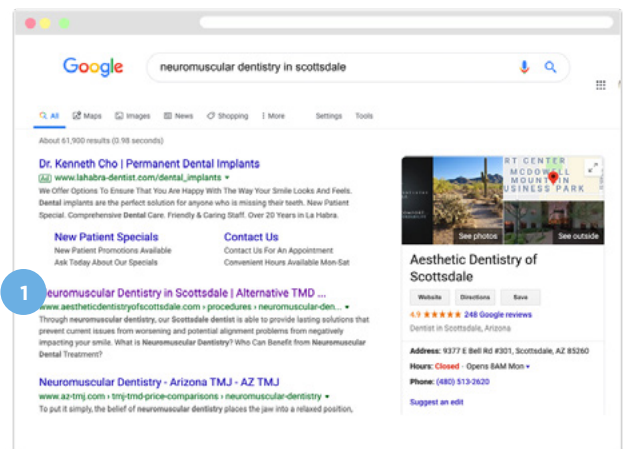 Google
neuromuscular dentistry in scottsdale
All Maps Images News Shopping More Settings Tools
About 61,900 results (0.98 seconds)
Dr. Kenneth Cho | Permanent Dental Implants
Ad www.lahabra-dentist.com/dental_implants
We Offer Options To Ensure That You Are Happy With The Way Your Smile Looks And Feels.
Dental implants are the perfect solution for anyone who is missing their teeth. New Patient
Special. Comprehensive Dental Care. Friendly & Caring Staff. Over 20 Years in La Habra.
New Patient Specials
New Patient Promotions Available
Ask Today About Our Specials
Contact Us
Contact Us For An Appointment
Convenient Hours Available Mon-Sat
1
euromuscular Dentistry in Scottsdale | Alternative TMD ...
www.aestheticdentistryofscottsdale.com › procedures › neuromuscular-den...
Through neuromuscular dentistry, our Scottsdale dentist is able to provide lasting solutions that
prevent current issues from worsening and potential alignment problems from negatively
impacting your smile. What is Neuromuscular Dentistry? Who Can Benefit from Neuromuscular
Dental Treatment?
Neuromuscular Dentistry - Arizona TMJ - AZ TMJ
www.az-tmj.com › tmj-tmd-price-comparisons › neuromuscular-dentistry
To put it simply, the belief of neuromuscular dentistry places the jaw into a relaxed position,
RT CENTER
MCDOWELL
MOUNTAIN
USINESS PARK
See photos
See outside
Aesthetic Dentistry of
Scottsdale
Website Directions Save
4.9 248 Google reviews
Dentist in Scottsdale, Arizona
Address: 9377 E Bell Rd #301, Scottsdale, AZ 85260
Hours: Closed · Opens 8AM Mon
Phone: (480) 513-2620
Suggest an edit